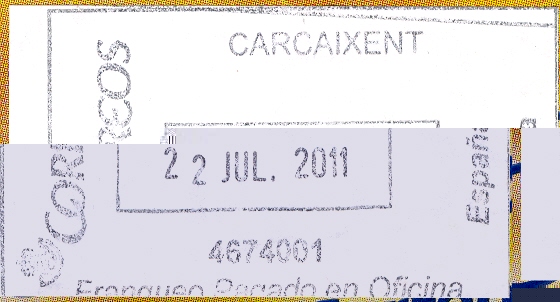 CARCAIXENT
CORREOS
22 JUL. 2011
España
4674001
Franqueo Pagado en Oficina